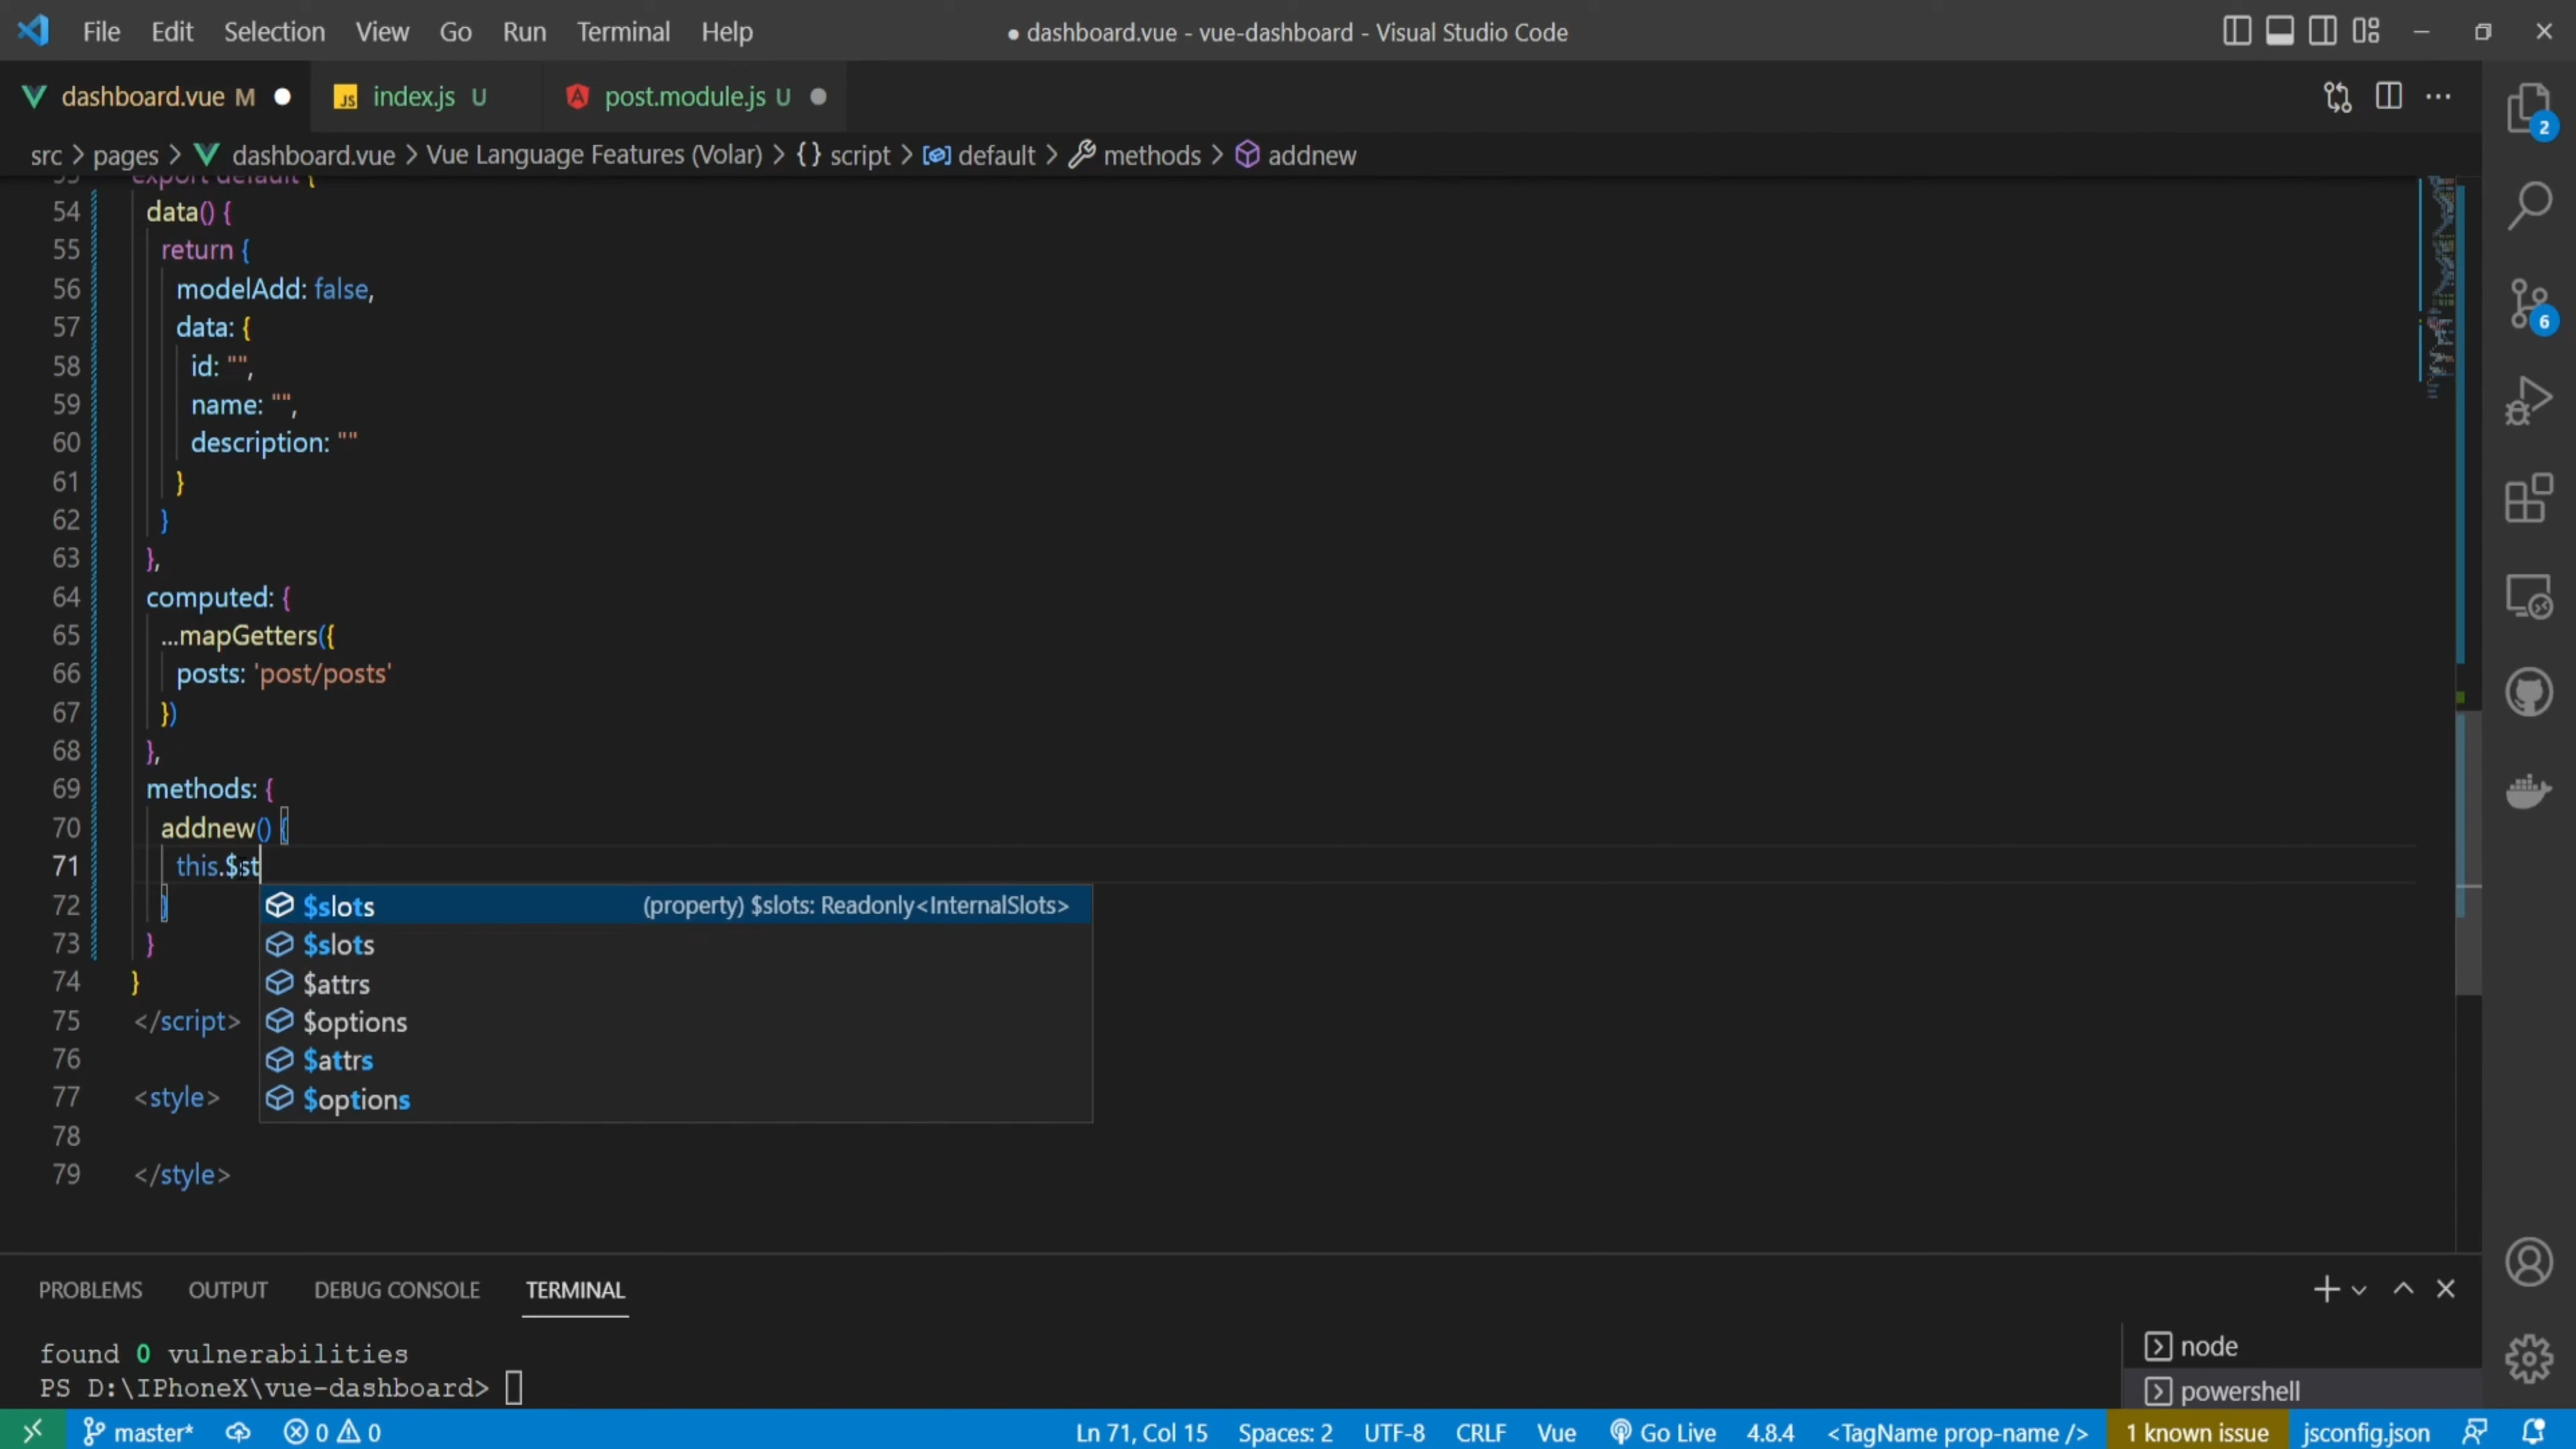 File Edit Selection View Go Run Terminal Help ● dashboard.vue - vue-dashboard - Visual Studio Code
dashboard.vue M index.js U post.module.js U
src > pages > dashboard.vue > Vue Language Features (Volar) > {} script > default > methods > addnew
53 export default {
54 data() {
55 return {
56 modelAdd: false,
57 data: {
58 id: "",
59 name: "",
60 description: ""
61 }
62 }
63 },
64 computed: {
65 ...mapGetters({
66 posts: 'post/posts'
67 })
68 },
69 methods: {
70 addnew() {
71 this.$st
72 }
$slots (property) $slots: Readonly<InternalSlots>
73 }
$slots
74 }
$attrs
75 </script>
$options
76
$attrs
77 <style>
$options
78
79 </style>
2
6
PROBLEMS OUTPUT DEBUG CONSOLE TERMINAL
found 0 vulnerabilities
PS D:\IPhoneX\vue-dashboard>
node
powershell
master* 0 0 Ln 71, Col 15 Spaces: 2 UTF-8 CRLF Vue Go Live 4.8.4 <TagName prop-name /> 1 known issue jsconfig.json